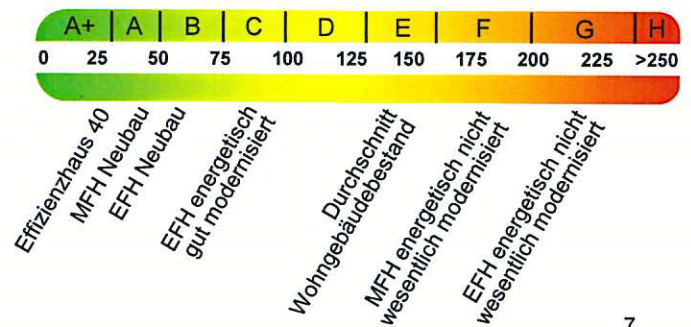 A+ A B C D E F G H
0 25 50 75 100 125 150 175 200 225 >250
Effizienzhaus 40
MFH Neubau
EFH Neubau
EFH energetisch
gut modernisiert
Durchschnitt
Wohngebäudebestand
MFH energetisch nicht
wesentlich modernisiert
EFH energetisch nicht
wesentlich modernisiert
7